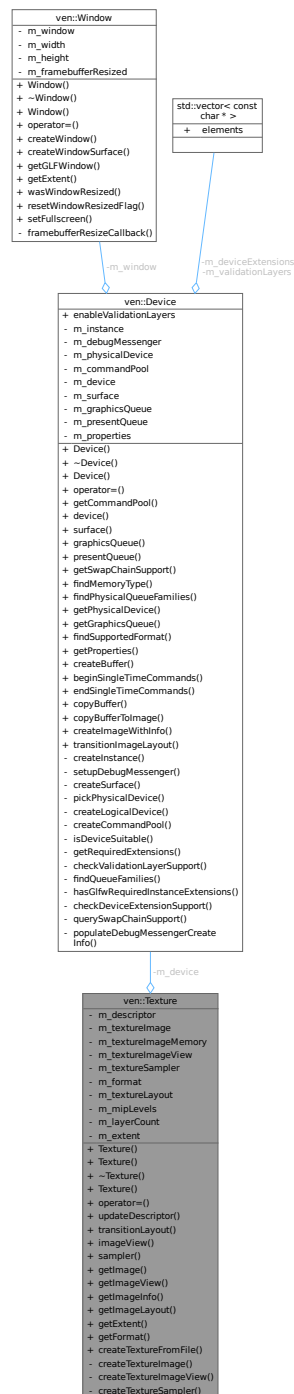 ven::Window
- m_window
- m_width
- m_height
- m_framebufferResized
+ Window()
+ ~Window()
+ Window()
+ operator=()
+ createWindow()
+ createWindowSurface()
+ getGLFWindow()
+ getExtent()
+ wasWindowResized()
+ resetWindowResizedFlag()
+ setFullscreen()
- framebufferResizeCallback()
std::vector< const
char * >
+ elements
-m_window
-m_deviceExtensions
-m_validationLayers
ven::Device
+ enableValidationLayers
- m_instance
- m_debugMessenger
- m_physicalDevice
- m_commandPool
- m_device
- m_surface
- m_graphicsQueue
- m_presentQueue
- m_properties
+ Device()
+ ~Device()
+ Device()
+ operator=()
+ getCommandPool()
+ device()
+ surface()
+ graphicsQueue()
+ presentQueue()
+ getSwapChainSupport()
+ findMemoryType()
+ findPhysicalQueueFamilies()
+ getPhysicalDevice()
+ getGraphicsQueue()
+ findSupportedFormat()
+ getProperties()
+ createBuffer()
+ beginSingleTimeCommands()
+ endSingleTimeCommands()
+ copyBuffer()
+ copyBufferToImage()
+ createImageWithInfo()
+ transitionImageLayout()
- createInstance()
- setupDebugMessenger()
- createSurface()
- pickPhysicalDevice()
- createLogicalDevice()
- createCommandPool()
- isDeviceSuitable()
- getRequiredExtensions()
- checkValidationLayerSupport()
- findQueueFamilies()
- hasGlfwRequiredInstanceExtensions()
- checkDeviceExtensionSupport()
- querySwapChainSupport()
- populateDebugMessengerCreate
Info()
-m_device
ven::Texture
- m_descriptor
- m_textureImage
- m_textureImageMemory
- m_textureImageView
- m_textureSampler
- m_format
- m_textureLayout
- m_mipLevels
- m_layerCount
- m_extent
+ Texture()
+ Texture()
+ ~Texture()
+ Texture()
+ operator=()
+ updateDescriptor()
+ transitionLayout()
+ imageView()
+ sampler()
+ getImage()
+ getImageView()
+ getImageInfo()
+ getImageLayout()
+ getExtent()
+ getFormat()
+ createTextureFromFile()
- createTextureImage()
- createTextureImageView()
- createTextureSampler()